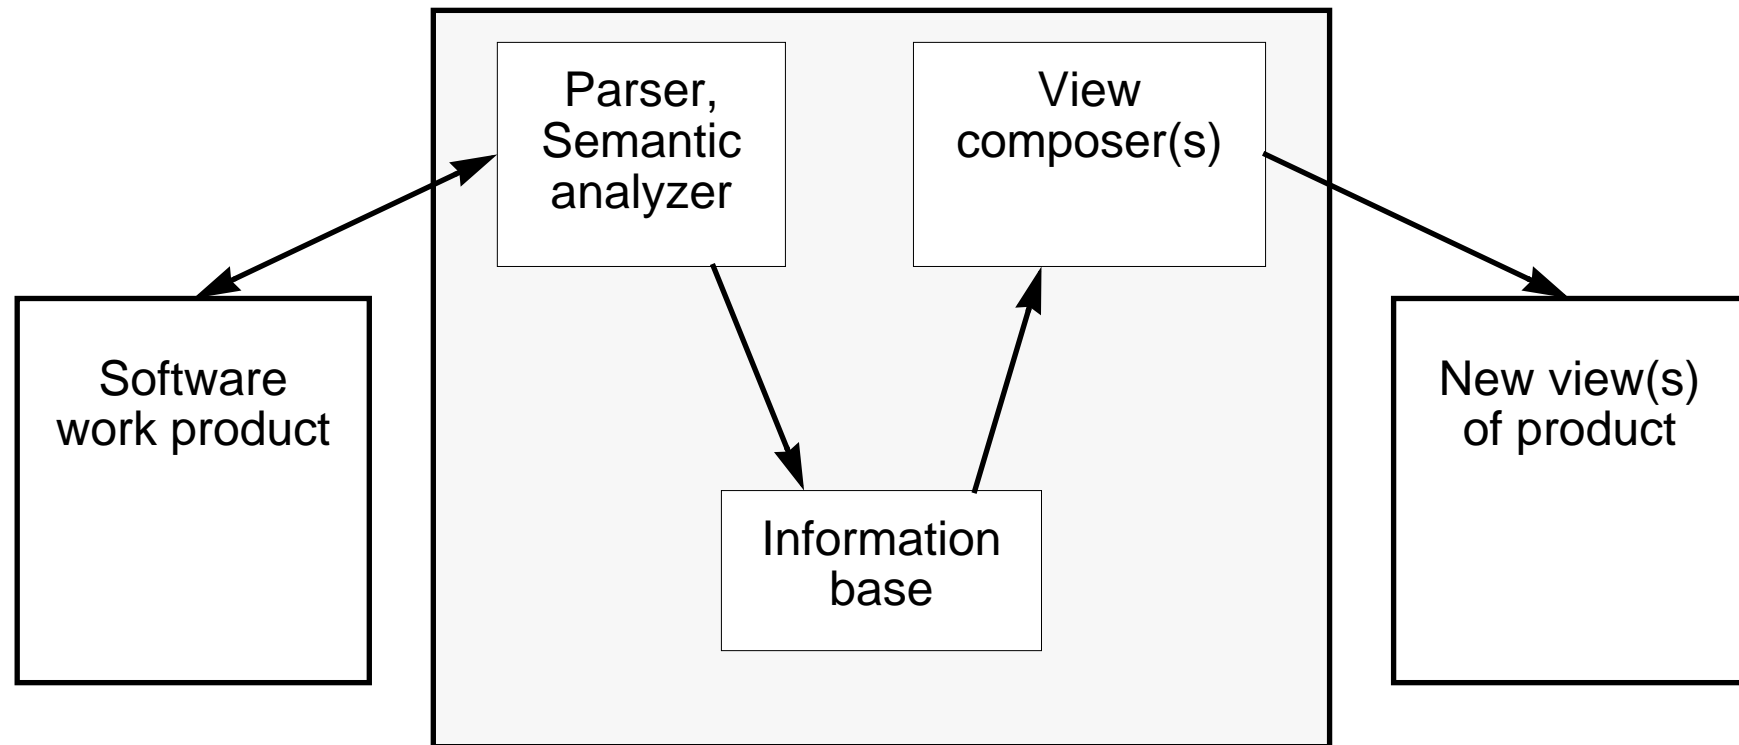 Parser,
Semantic
analyzer
View
composer(s)
Software
work product
New view(s)
of product
Information
base